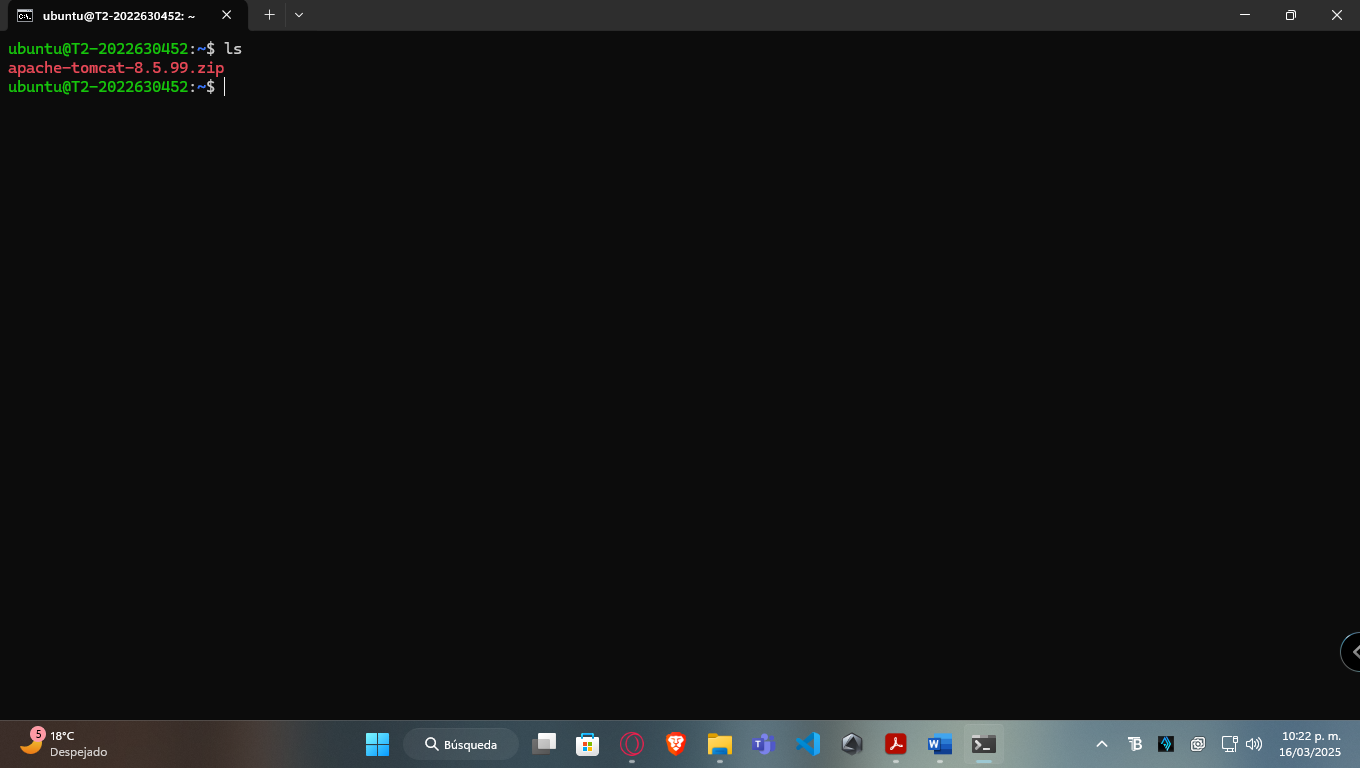 ubuntu@T2-2022630452: ~
ubuntu@T2-2022630452:~$ ls
apache-tomcat-8.5.99.zip
ubuntu@T2-2022630452:~$
5
18°C
Despejado
Búsqueda
10:22 p. m.
16/03/2025